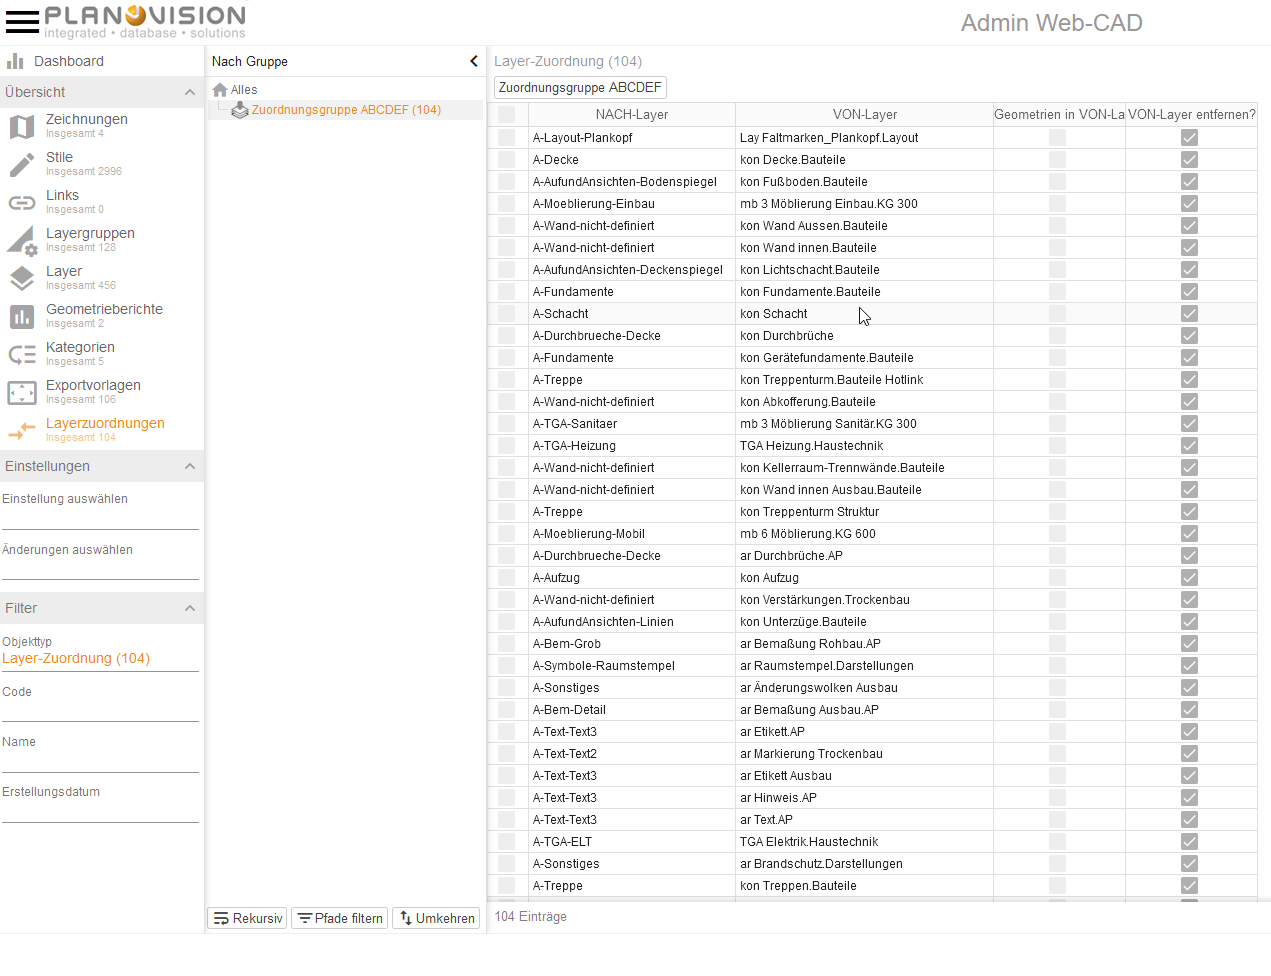 PLANOVISION
integrated • database • solutions
Admin Web-CAD
Dashboard
Übersicht
Zeichnungen
Insgesamt 4
Stile
Insgesamt 2996
Links
Insgesamt 0
Layergruppen
Insgesamt 128
Layer
Insgesamt 456
Geometrieberichte
Insgesamt 2
Kategorien
Insgesamt 5
Exportvorlagen
Insgesamt 106
Layerzuordnungen
Insgesamt 104
Einstellungen
Einstellung auswählen
Änderungen auswählen
Filter
Objekttyp
Layer-Zuordnung (104)
Code
Name
Erstellungsdatum
Nach Gruppe
Alles
Zuordnungsgruppe ABCDEF (104)
Rekursiv Pfade filtern Umkehren
Layer-Zuordnung (104)
Zuordnungsgruppe ABCDEF
NACH-Layer VON-Layer Geometrien in VON-La VON-Layer entfernen?
A-Layout-Plankopf Lay Faltmarken_Plankopf.Layout
A-Decke kon Decke.Bauteile
A-AufundAnsichten-Bodenspiegel kon Fußboden.Bauteile
A-Moeblierung-Einbau mb 3 Möblierung Einbau.KG 300
A-Wand-nicht-definiert kon Wand Aussen.Bauteile
A-Wand-nicht-definiert kon Wand innen.Bauteile
A-AufundAnsichten-Deckenspiegel kon Lichtschacht.Bauteile
A-Fundamente kon Fundamente.Bauteile
A-Schacht kon Schacht
A-Durchbrueche-Decke kon Durchbrüche
A-Fundamente kon Gerätefundamente.Bauteile
A-Treppe kon Treppenturm.Bauteile Hotlink
A-Wand-nicht-definiert kon Abkofferung.Bauteile
A-TGA-Sanitaer mb 3 Möblierung Sanitär.KG 300
A-TGA-Heizung TGA Heizung.Haustechnik
A-Wand-nicht-definiert kon Kellerraum-Trennwände.Bauteile
A-Wand-nicht-definiert kon Wand innen Ausbau.Bauteile
A-Treppe kon Treppenturm Struktur
A-Moeblierung-Mobil mb 6 Möblierung.KG 600
A-Durchbrueche-Decke ar Durchbrüche.AP
A-Aufzug kon Aufzug
A-Wand-nicht-definiert kon Verstärkungen.Trockenbau
A-AufundAnsichten-Linien kon Unterzüge.Bauteile
A-Bem-Grob ar Bemaßung Rohbau.AP
A-Symbole-Raumstempel ar Raumstempel.Darstellungen
A-Sonstiges ar Änderungswolken Ausbau
A-Bem-Detail ar Bemaßung Ausbau.AP
A-Text-Text3 ar Etikett.AP
A-Text-Text2 ar Markierung Trockenbau
A-Text-Text3 ar Etikett Ausbau
A-Text-Text3 ar Hinweis.AP
A-Text-Text3 ar Text.AP
A-TGA-ELT TGA Elektrik.Haustechnik
A-Sonstiges ar Brandschutz.Darstellungen
A-Treppe kon Treppen.Bauteile
104 Einträge